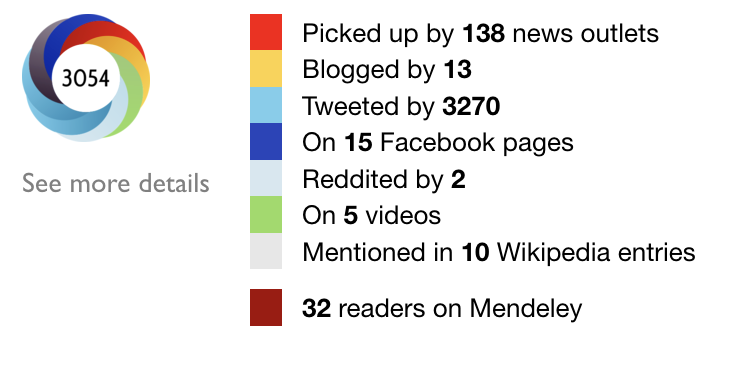 3054
See more details
Picked up by 138 news outlets
Blogged by 13
Tweeted by 3270
On 15 Facebook pages
Reddited by 2
On 5 videos
Mentioned in 10 Wikipedia entries
32 readers on Mendeley